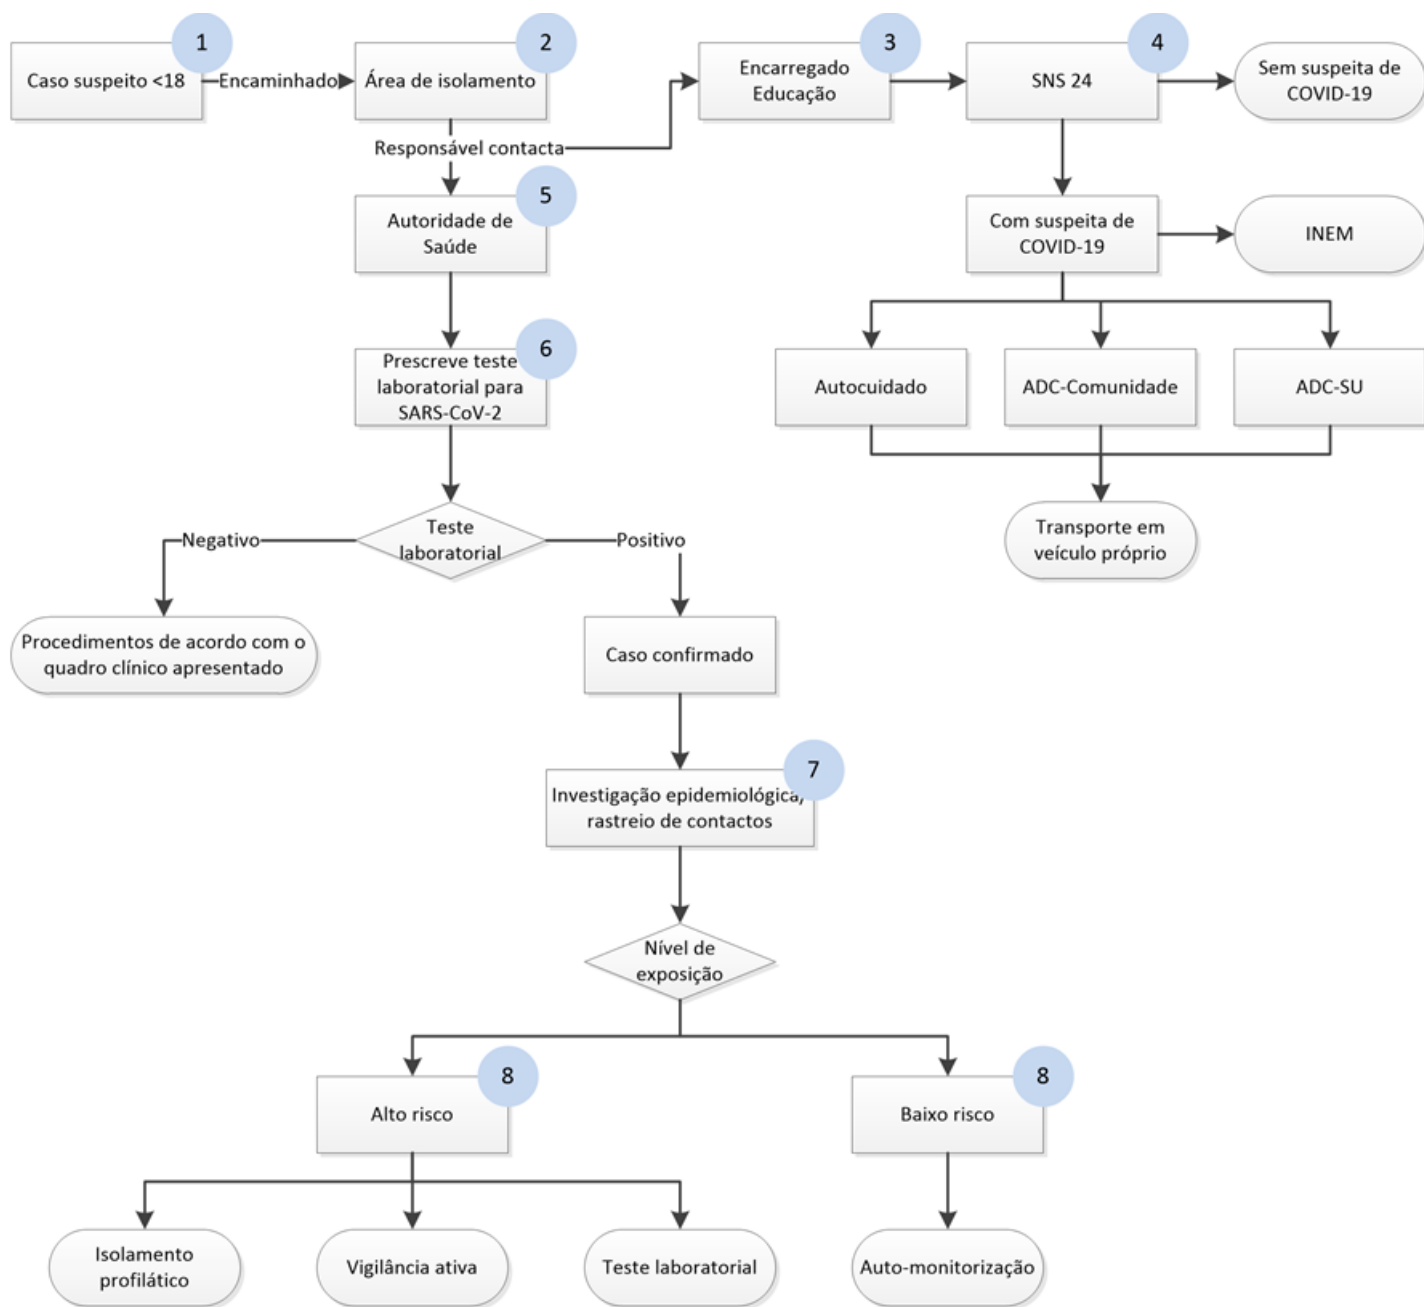 1
Caso suspeito <18
Encaminhado
2
Área de isolamento
Responsável contacta
3
Encarregado
Educação
4
SNS 24
Sem suspeita de
COVID-19
Com suspeita de
COVID-19
INEM
Autocuidado
ADC-Comunidade
ADC-SU
Transporte em
veículo próprio
5
Autoridade de
Saúde
6
Prescreve teste
laboratorial para
SARS-CoV-2
Teste
laboratorial
Negativo
Positivo
Procedimentos de acordo com o
quadro clínico apresentado
Caso confirmado
7
Investigação epidemiológica/
rastreio de contactos
Nível de
exposição
8
Alto risco
8
Baixo risco
Isolamento
profilático
Vigilância ativa
Teste laboratorial
Auto-monitorização